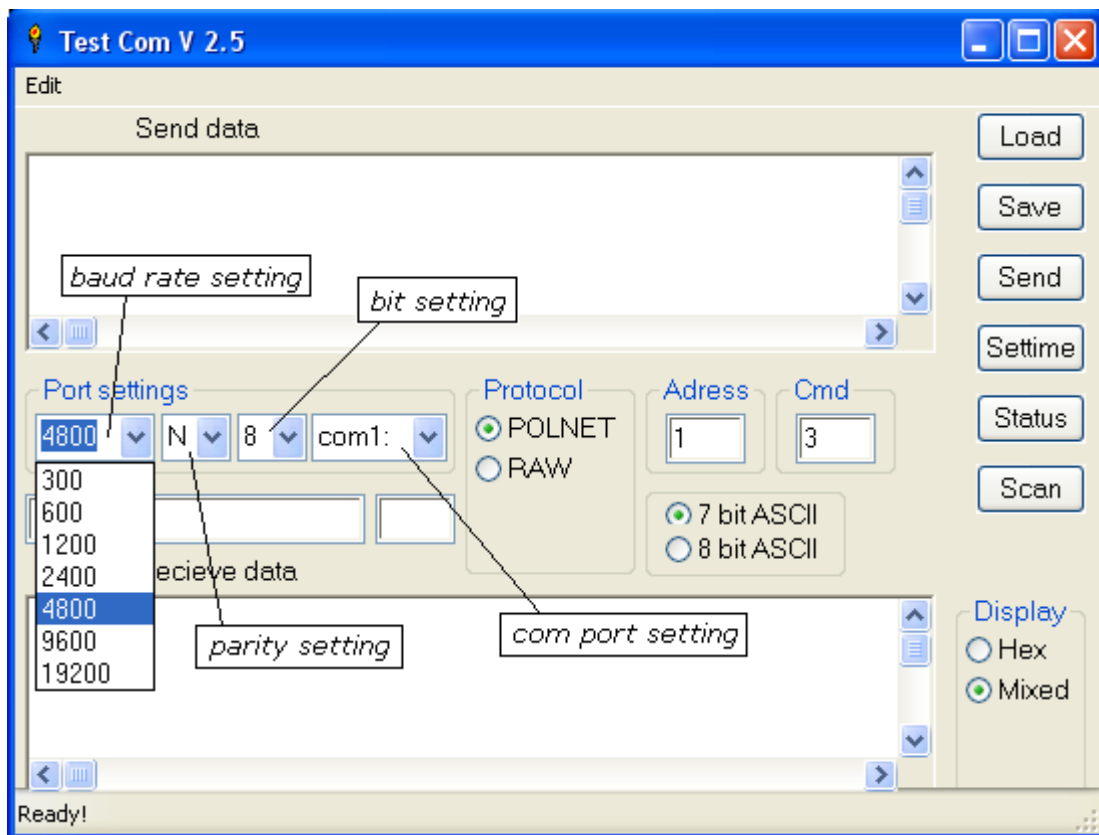 Test Com V 2.5
Edit
Send data
Load
Save
Send
Settime
Status
Scan
baud rate setting
bit setting
Port settings
4800
N
8
com1:
300
600
1200
2400
4800
9600
19200
Protocol
POLNET
RAW
Adress
1
Cmd
3
7 bit ASCII
8 bit ASCII
ecieve data
parity setting
com port setting
Display
Hex
Mixed
Ready!